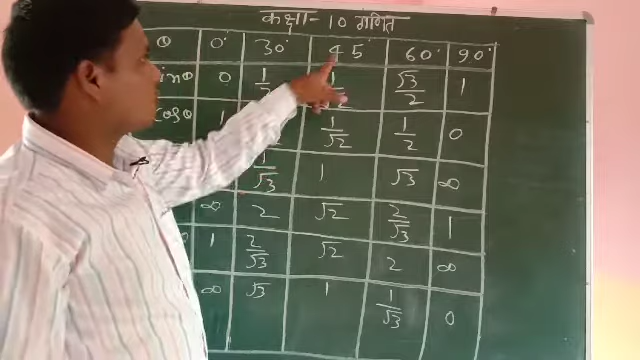 कक्षा- 10 गणित
θ 0° 30° 45° 60° 90°
sinθ 0 1/2 √3/2 1
cosθ 1 1/√2 1/2 0
1/√3 1 √3 ∞
∞ 2 √2 2/√3 1
1 2/√3 √2 2 ∞
∞ √3 1 1/√3 0